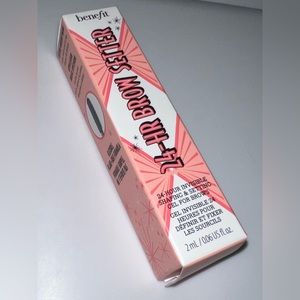 benefit
24-HR BROW SETTER
24-HOUR INVISIBLE
SHAPING & SETTING
GEL FOR BROWS
GEL INVISIBLE 24
HEURES POUR
DÉFINIR ET FIXER
LES SOURCILS
2 mL / 0.06 US fl. oz.